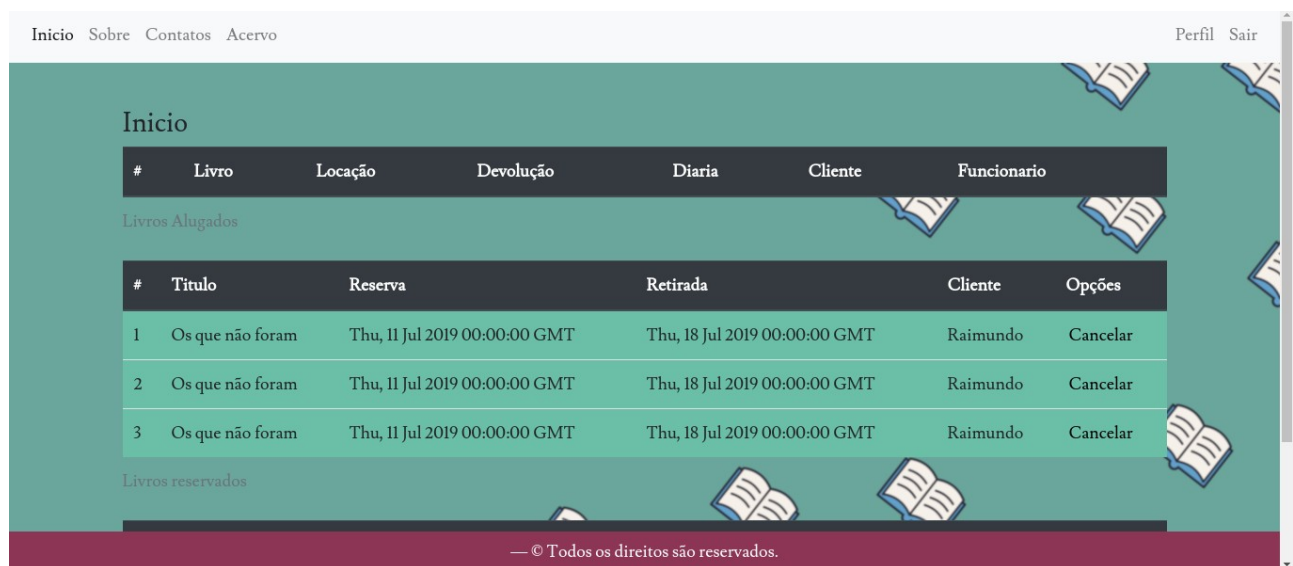 Inicio Sobre Contatos Acervo Perfil Sair
Inicio
# Livro Locação Devolução Diaria Cliente Funcionario
Livros Alugados
# Titulo Reserva Retirada Cliente Opções
1 Os que não foram Thu, 11 Jul 2019 00:00:00 GMT Thu, 18 Jul 2019 00:00:00 GMT Raimundo Cancelar
2 Os que não foram Thu, 11 Jul 2019 00:00:00 GMT Thu, 18 Jul 2019 00:00:00 GMT Raimundo Cancelar
3 Os que não foram Thu, 11 Jul 2019 00:00:00 GMT Thu, 18 Jul 2019 00:00:00 GMT Raimundo Cancelar
Livros reservados
— © Todos os direitos são reservados.